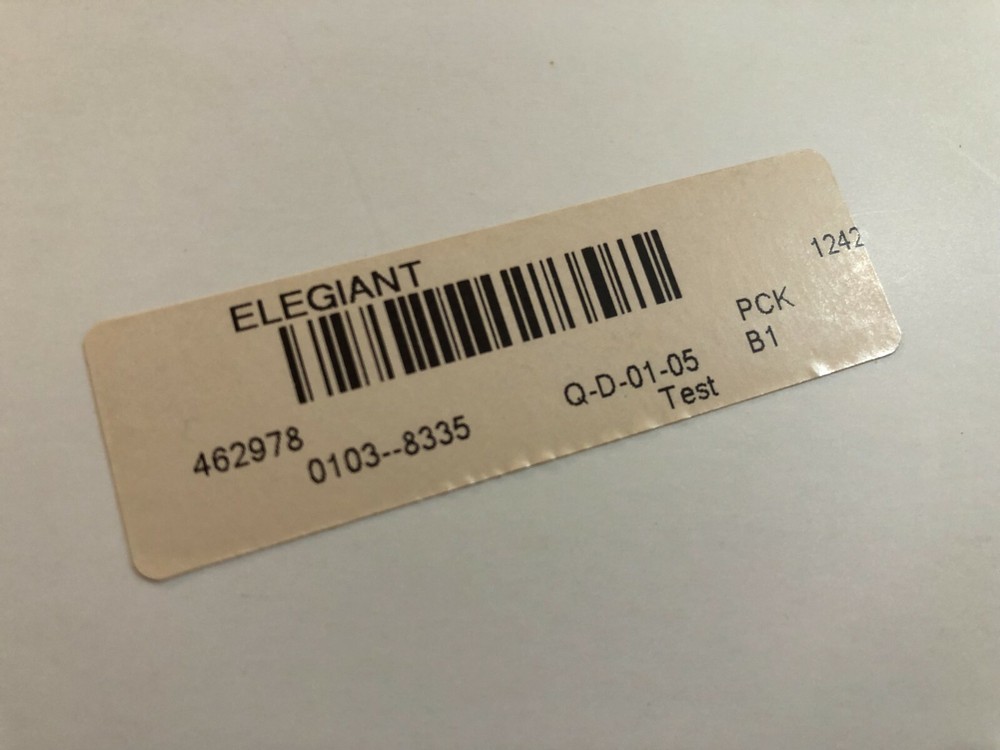 ELEGIANT
1242
PCK
B1
Q-D-01-05
Test
462978
0103--8335